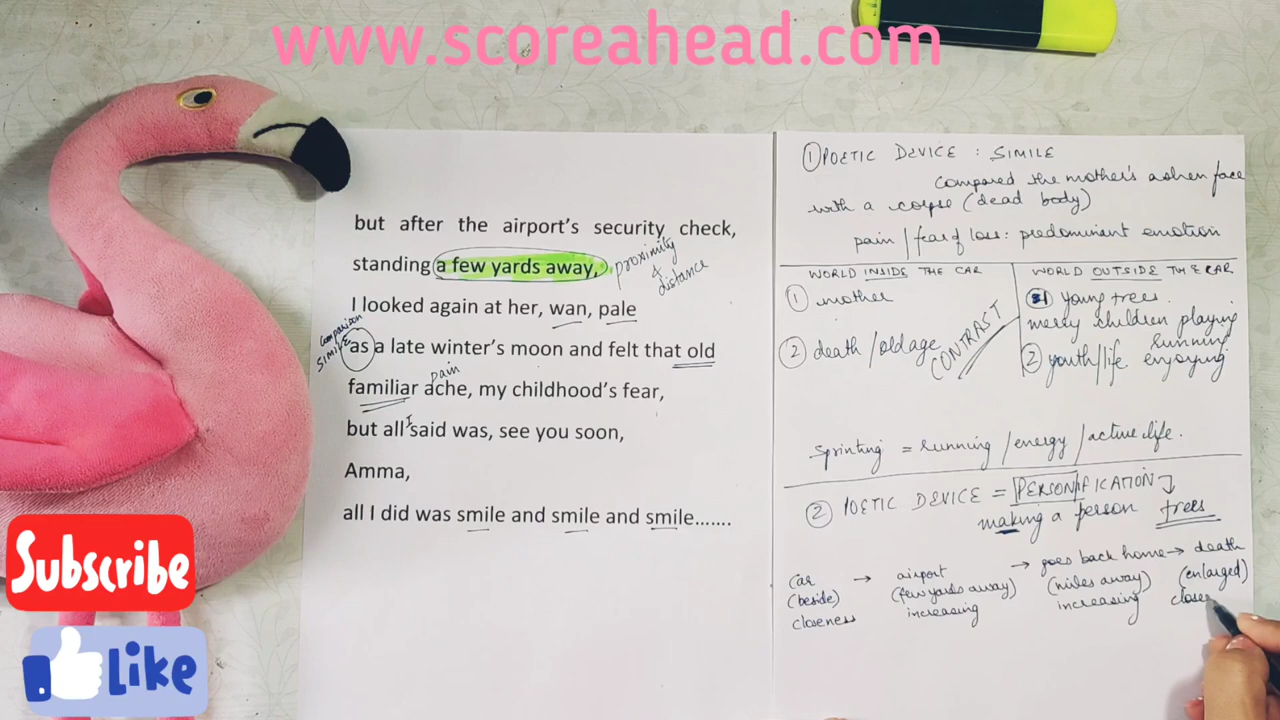 www.scoreahead.com
but after the airport's security check,
standing a few yards away,
proximity
&
distance
I looked again at her, wan, pale
comparison
SIMILE
as a late winter's moon and felt that old
pain
familiar ache, my childhood's fear,
but all I said was, see you soon,
Amma,
all I did was smile and smile and smile.......
① POETIC DEVICE : SIMILE
Compared the mother's ashen face
with a corpse (dead body)
pain / fear of loss : predominant emotion
WORLD INSIDE THE CAR
① mother
② death / old age
CONTRAST
WORLD OUTSIDE THE CAR
① young trees.
merry children playing
running
② youth/life enjoying
Sprinting = running / energy / active life.
② POETIC DEVICE = PERSONIFICATION
making a person trees
car → airport → goes back home → death
(beside) (few yards away) (miles away) (enlarged)
closeness increasing increasing close
Subscribe
Like